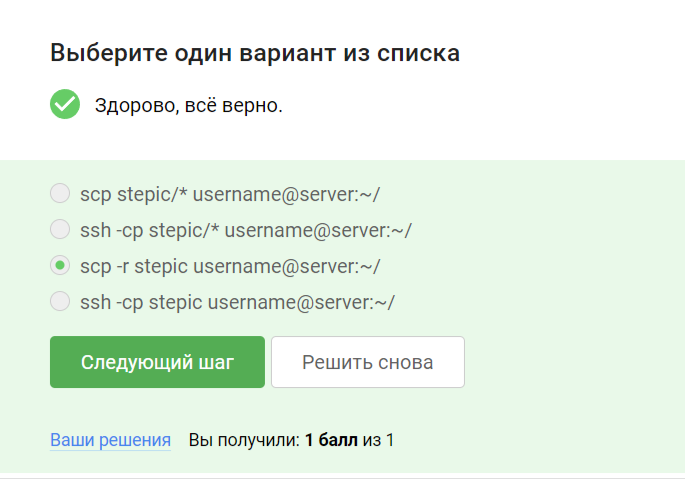 Выберите один вариант из списка
Здорово, всё верно.
scp stepic/* username@server:~/
ssh -cp stepic/* username@server:~/
scp -r stepic username@server:~/
ssh -cp stepic username@server:~/
Следующий шаг Решить снова
Ваши решения Вы получили: 1 балл из 1